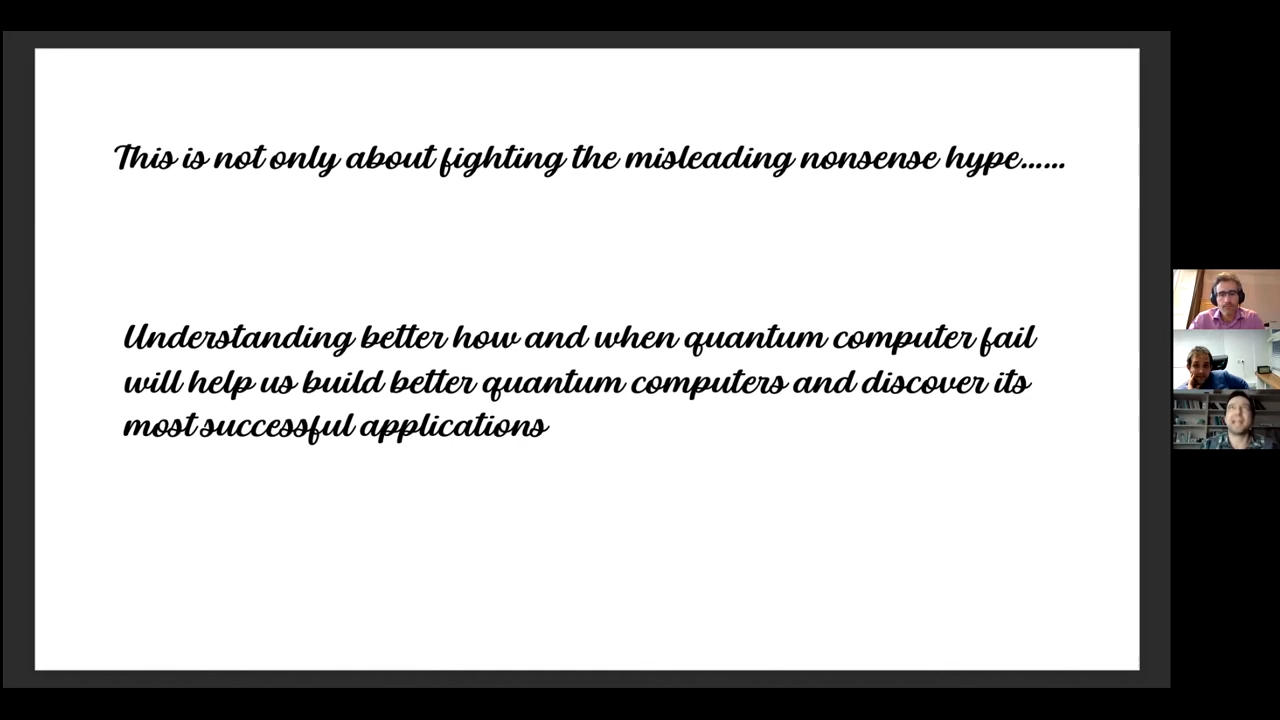 This is not only about fighting the misleading nonsense hype......
Understanding better how and when quantum computer fail
will help us build better quantum computers and discover its
most successful applications